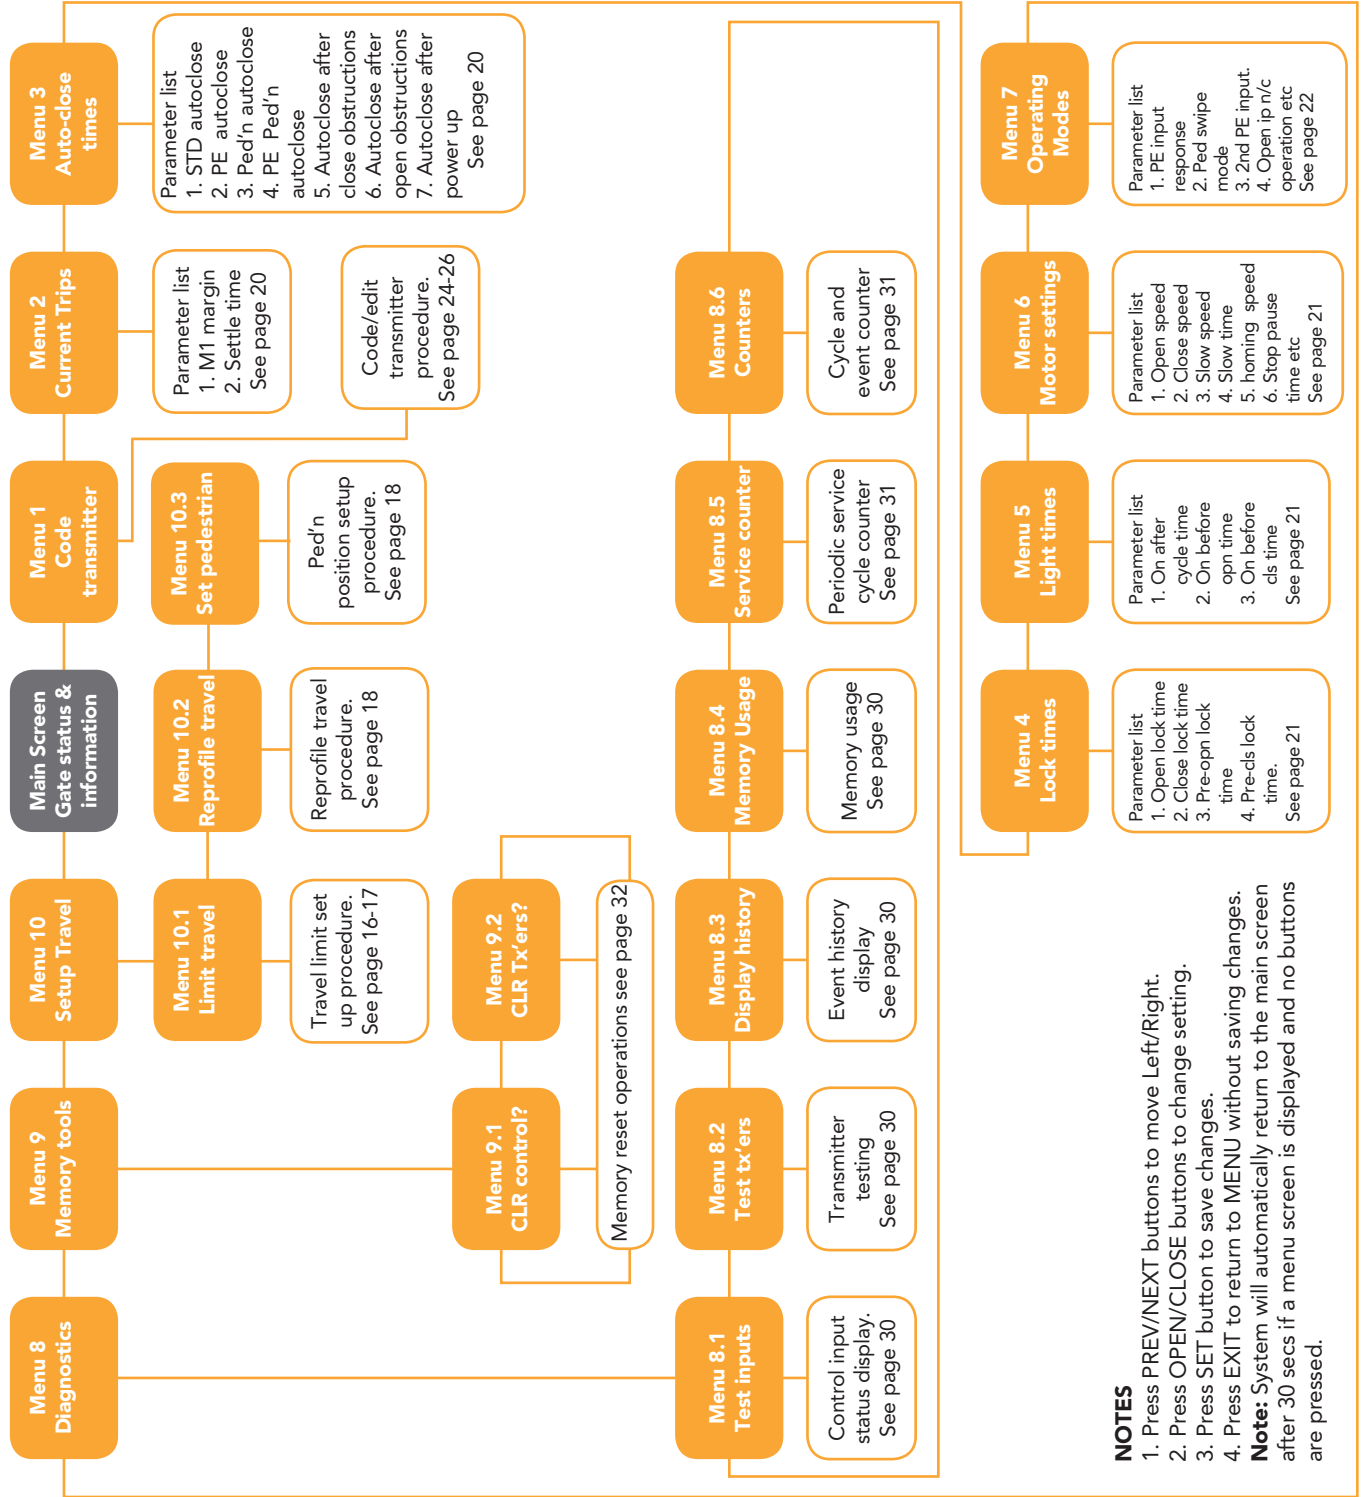 Menu 8
Diagnostics
Menu 9
Memory tools
Menu 10
Setup Travel
Main Screen
Gate status &
information
Menu 1
Code
transmitter
Menu 2
Current Trips
Menu 3
Auto-close
times
Menu 10.1
Limit travel
Menu 10.2
Reprofile travel
Menu 10.3
Set pedestrian
Parameter list
1. M1 margin
2. Settle time
See page 20
Parameter list
1. STD autoclose
2. PE autoclose
3. Ped'n autoclose
4. PE Ped'n
autoclose
5. Autoclose after
close obstructions
6. Autoclose after
open obstructions
7. Autoclose after
power up
See page 20
Travel limit set
up procedure.
See page 16-17
Reprofile travel
procedure.
See page 18
Ped'n
position setup
procedure.
See page 18
Code/edit
transmitter
procedure.
See page 24-26
Menu 9.1
CLR control?
Menu 9.2
CLR Tx'ers?
Memory reset operations see page 32
Menu 8.1
Test inputs
Menu 8.2
Test tx'ers
Menu 8.3
Display history
Menu 8.4
Memory Usage
Menu 8.5
Service counter
Menu 8.6
Counters
Control input
status display.
See page 30
Transmitter
testing
See page 30
Event history
display
See page 30
Memory usage
See page 30
Periodic service
cycle counter
See page 31
Cycle and
event counter
See page 31
Menu 4
Lock times
Menu 5
Light times
Menu 6
Motor settings
Menu 7
Operating
Modes
Parameter list
1. Open lock time
2. Close lock time
3. Pre-opn lock
time
4. Pre-cls lock
time.
See page 21
Parameter list
1. On after
cycle time
2. On before
opn time
3. On before
cls time
See page 21
Parameter list
1. Open speed
2. Close speed
3. Slow speed
4. Slow time
5. homing speed
6. Stop pause
time etc
See page 21
Parameter list
1. PE input
response
2. Ped swipe
mode
3. 2nd PE input.
4. Open ip n/c
operation etc
See page 22
NOTES
1. Press PREV/NEXT buttons to move Left/Right.
2. Press OPEN/CLOSE buttons to change setting.
3. Press SET button to save changes.
4. Press EXIT to return to MENU without saving changes.
Note: System will automatically return to the main screen
after 30 secs if a menu screen is displayed and no buttons
are pressed.